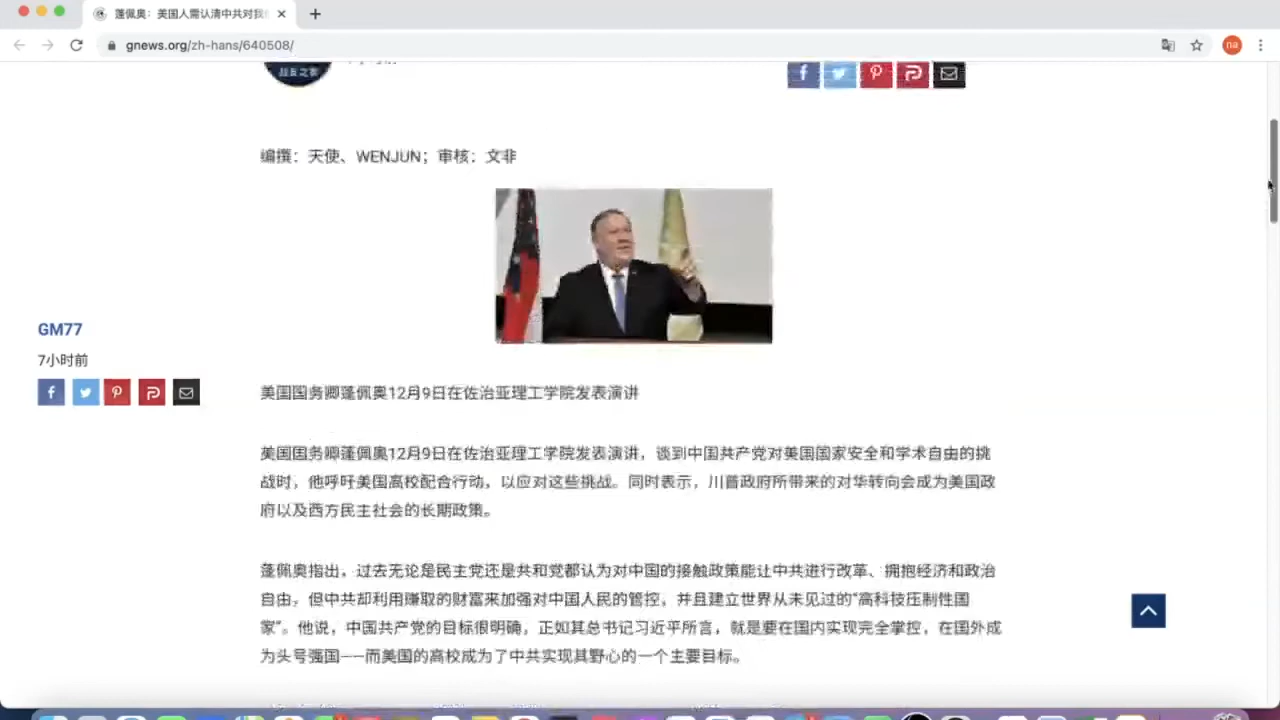 蓬佩奥：美国人需认清中共对我
gnews.org/zh-hans/640508/
na
战友之家
编撰：天使、WENJUN；审核：文非
GM77
7小时前
美国国务卿蓬佩奥12月9日在佐治亚理工学院发表演讲
美国国务卿蓬佩奥12月9日在佐治亚理工学院发表演讲，谈到中国共产党对美国国家安全和学术自由的挑
战时，他呼吁美国高校配合行动，以应对这些挑战。同时表示，川普政府所带来的对华转向会成为美国政
府以及西方民主社会的长期政策。
蓬佩奥指出，过去无论是民主党还是共和党都认为对中国的接触政策能让中共进行改革、拥抱经济和政治
自由，但中共却利用赚取的财富来加强对中国人民的管控，并且建立世界从未见过的“高科技压制性国
家”。他说，中国共产党的目标很明确，正如其总书记习近平所言，就是要在国内实现完全掌控，在国外成
为头号强国——而美国的高校成为了中共实现其野心的一个主要目标。